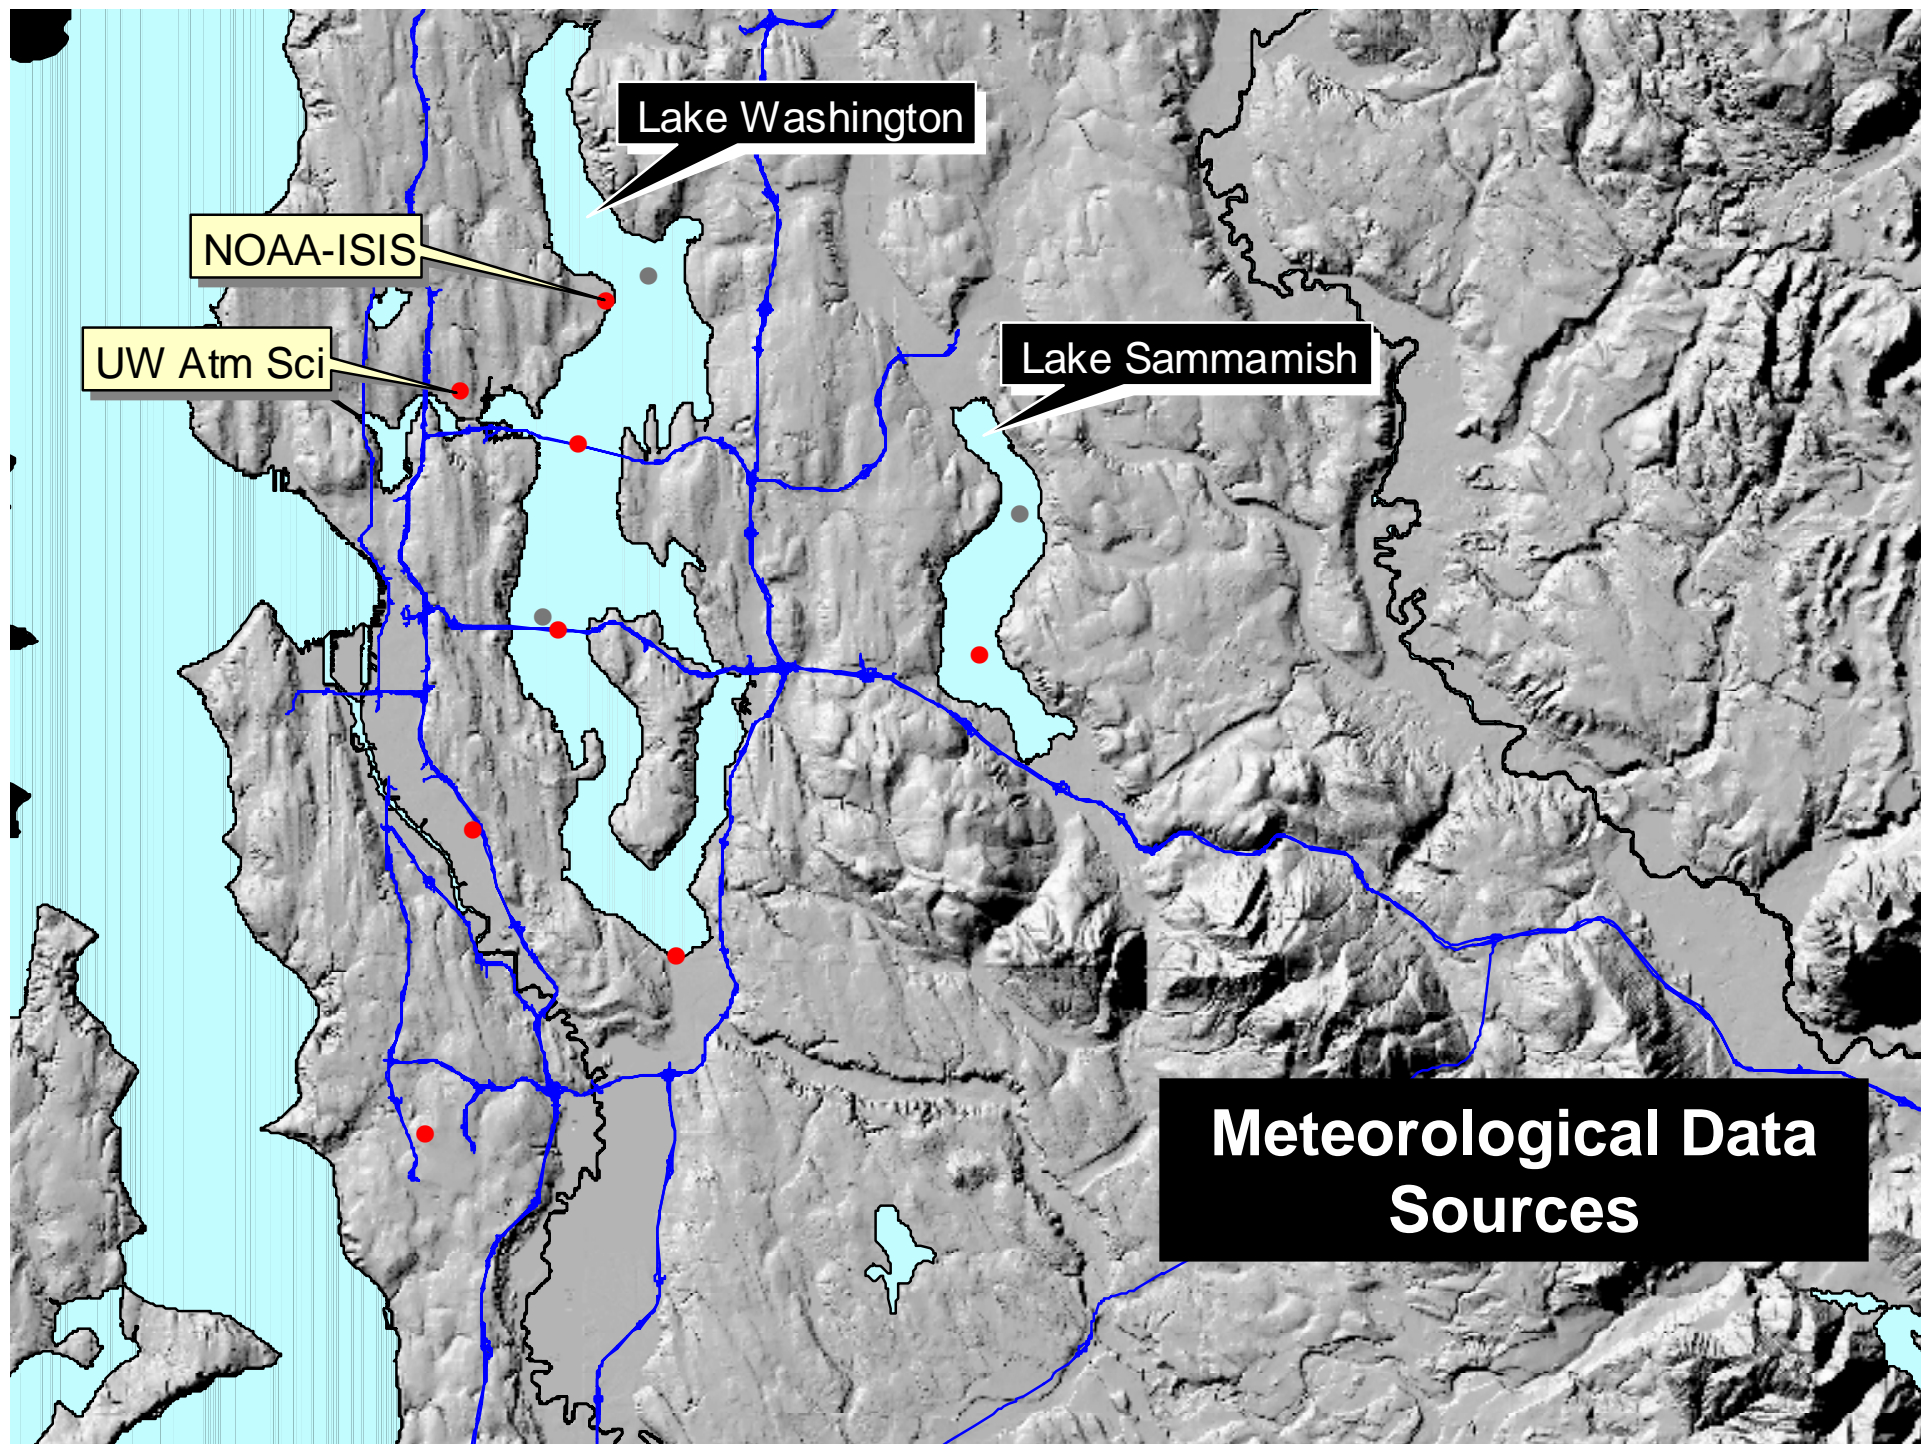 Lake Washington
NOAA-ISIS
UW Atm Sci
Lake Sammamish
Meteorological Data
Sources